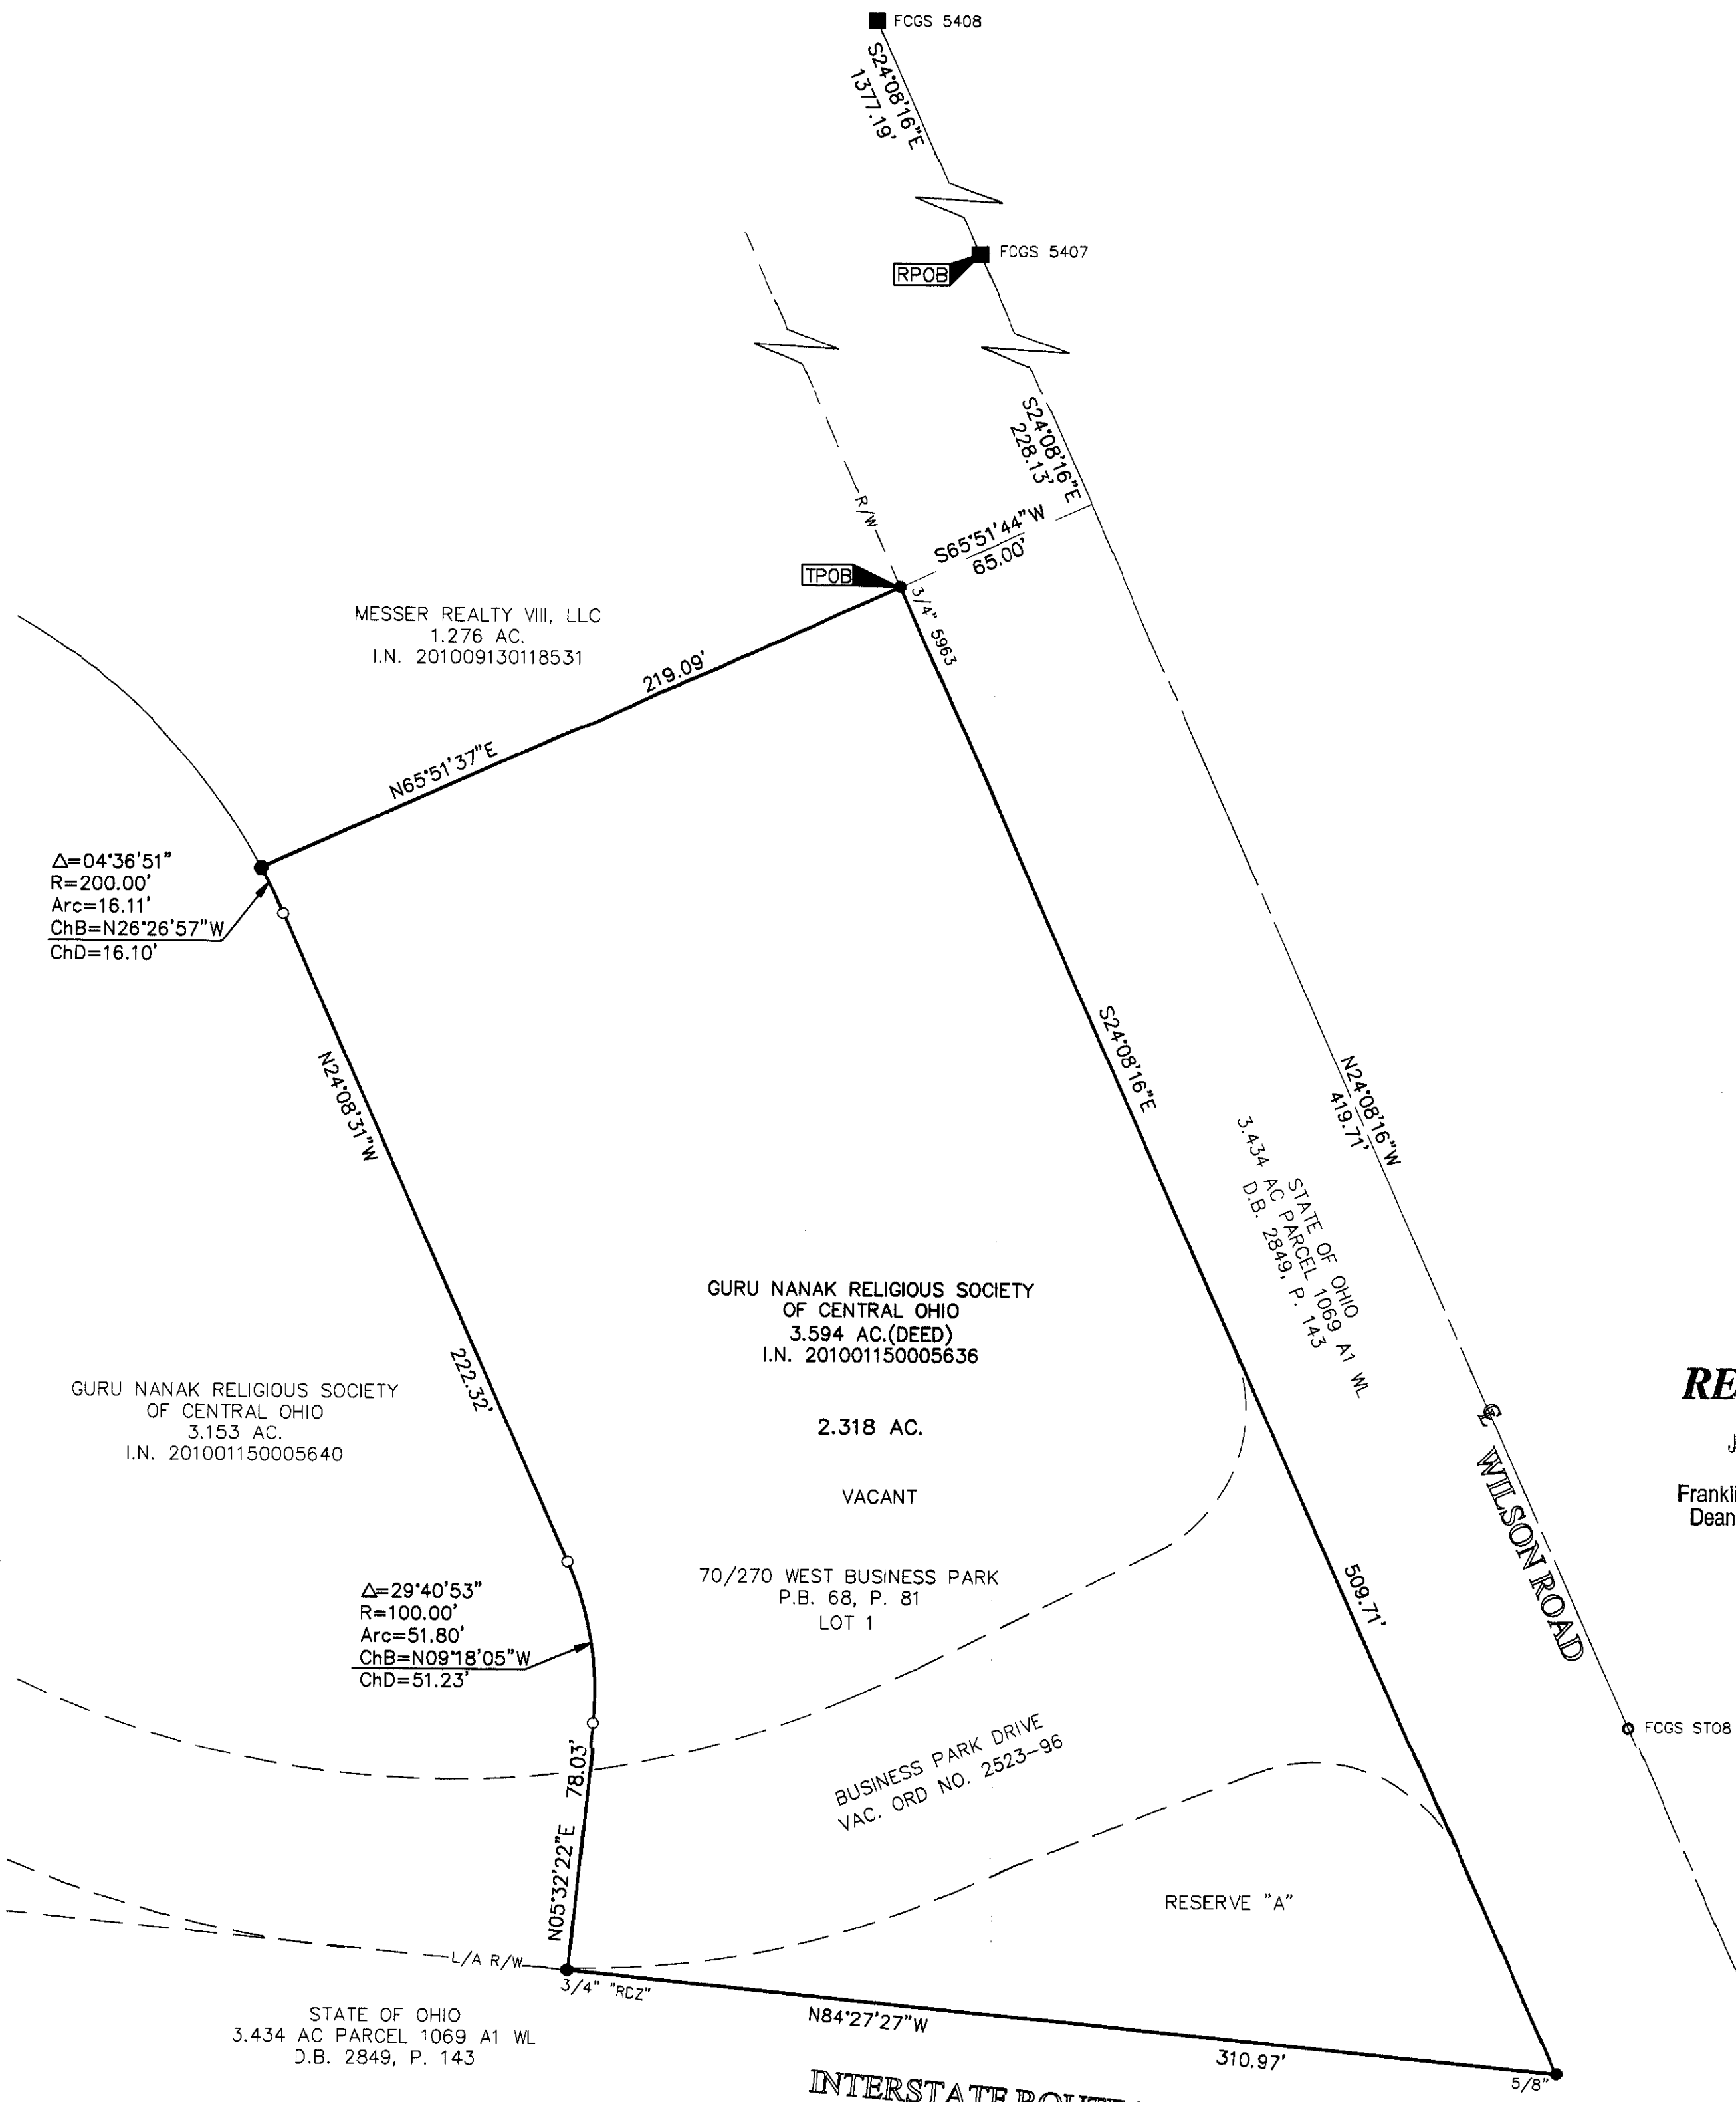 FCGS 5408
S24°08'16"E
1377.19'
FCGS 5407
RPOB
S24°08'16"E
228.13'
R/W
S65°51'44"W
65.00'
TPOB
3/4" 5963
MESSER REALTY VIII, LLC
1.276 AC.
I.N. 201009130118531
219.09'
N65°51'37"E
Δ=04°36'51"
R=200.00'
Arc=16.11'
ChB=N26°26'57"W
ChD=16.10'
N24°08'31"W
222.32'
S24°08'16"E
509.71'
N24°08'16"W
419.71'
STATE OF OHIO
3.434 AC PARCEL 1069 A1 WL
D.B. 2849, P. 143
GURU NANAK RELIGIOUS SOCIETY
OF CENTRAL OHIO
3.594 AC.(DEED)
I.N. 201001150005636
2.318 AC.
VACANT
70/270 WEST BUSINESS PARK
P.B. 68, P. 81
LOT 1
GURU NANAK RELIGIOUS SOCIETY
OF CENTRAL OHIO
3.153 AC.
I.N. 201001150005640
Δ=29°40'53"
R=100.00'
Arc=51.80'
ChB=N09°18'05"W
ChD=51.23'
RE
J
Frankli
Dean
℄ WILSON ROAD
FCGS ST08
BUSINESS PARK DRIVE
VAC. ORD NO. 2523-96
N05°32'22"E 78.03'
RESERVE "A"
L/A R/W
3/4" "RDZ"
STATE OF OHIO
3.434 AC PARCEL 1069 A1 WL
D.B. 2849, P. 143
N84°27'27"W
310.97'
5/8"
INTERSTATE ROUTE